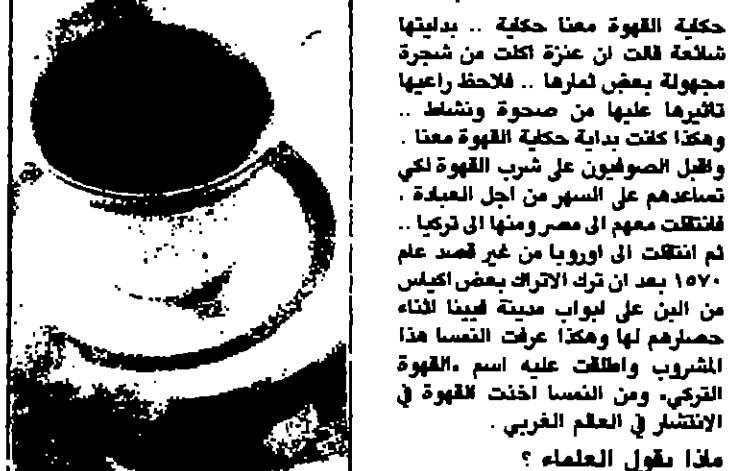 حكاية القهوة معنا حكاية .. بدايتها
شائعة قالت ان عنزة اكلت من شجرة
مجهولة بعض ثمارها .. فلاحظ راعيها
تاثيرها عليها من صحوة ونشاط ..
وهكذا كانت بداية حكاية القهوة معنا .
واقبل الصوفيون على شرب القهوة لكي
تساعدهم على السهر من اجل العبادة .
فانتقلت معهم الى مصر ومنها الى تركيا ..
ثم انتقلت الى اوروبا من غير قصد عام
١٥٧٠ بعد ان ترك الاتراك بعض اكياس
من البن على ابواب مدينة فيينا اثناء
حصارهم لها وهكذا عرفت النمسا هذا
المشروب واطلقت عليه اسم «القهوة
التركي» ومن النمسا اخذت القهوة في
الانتشار في العالم الغربي .
ماذا يقول العلماء ؟